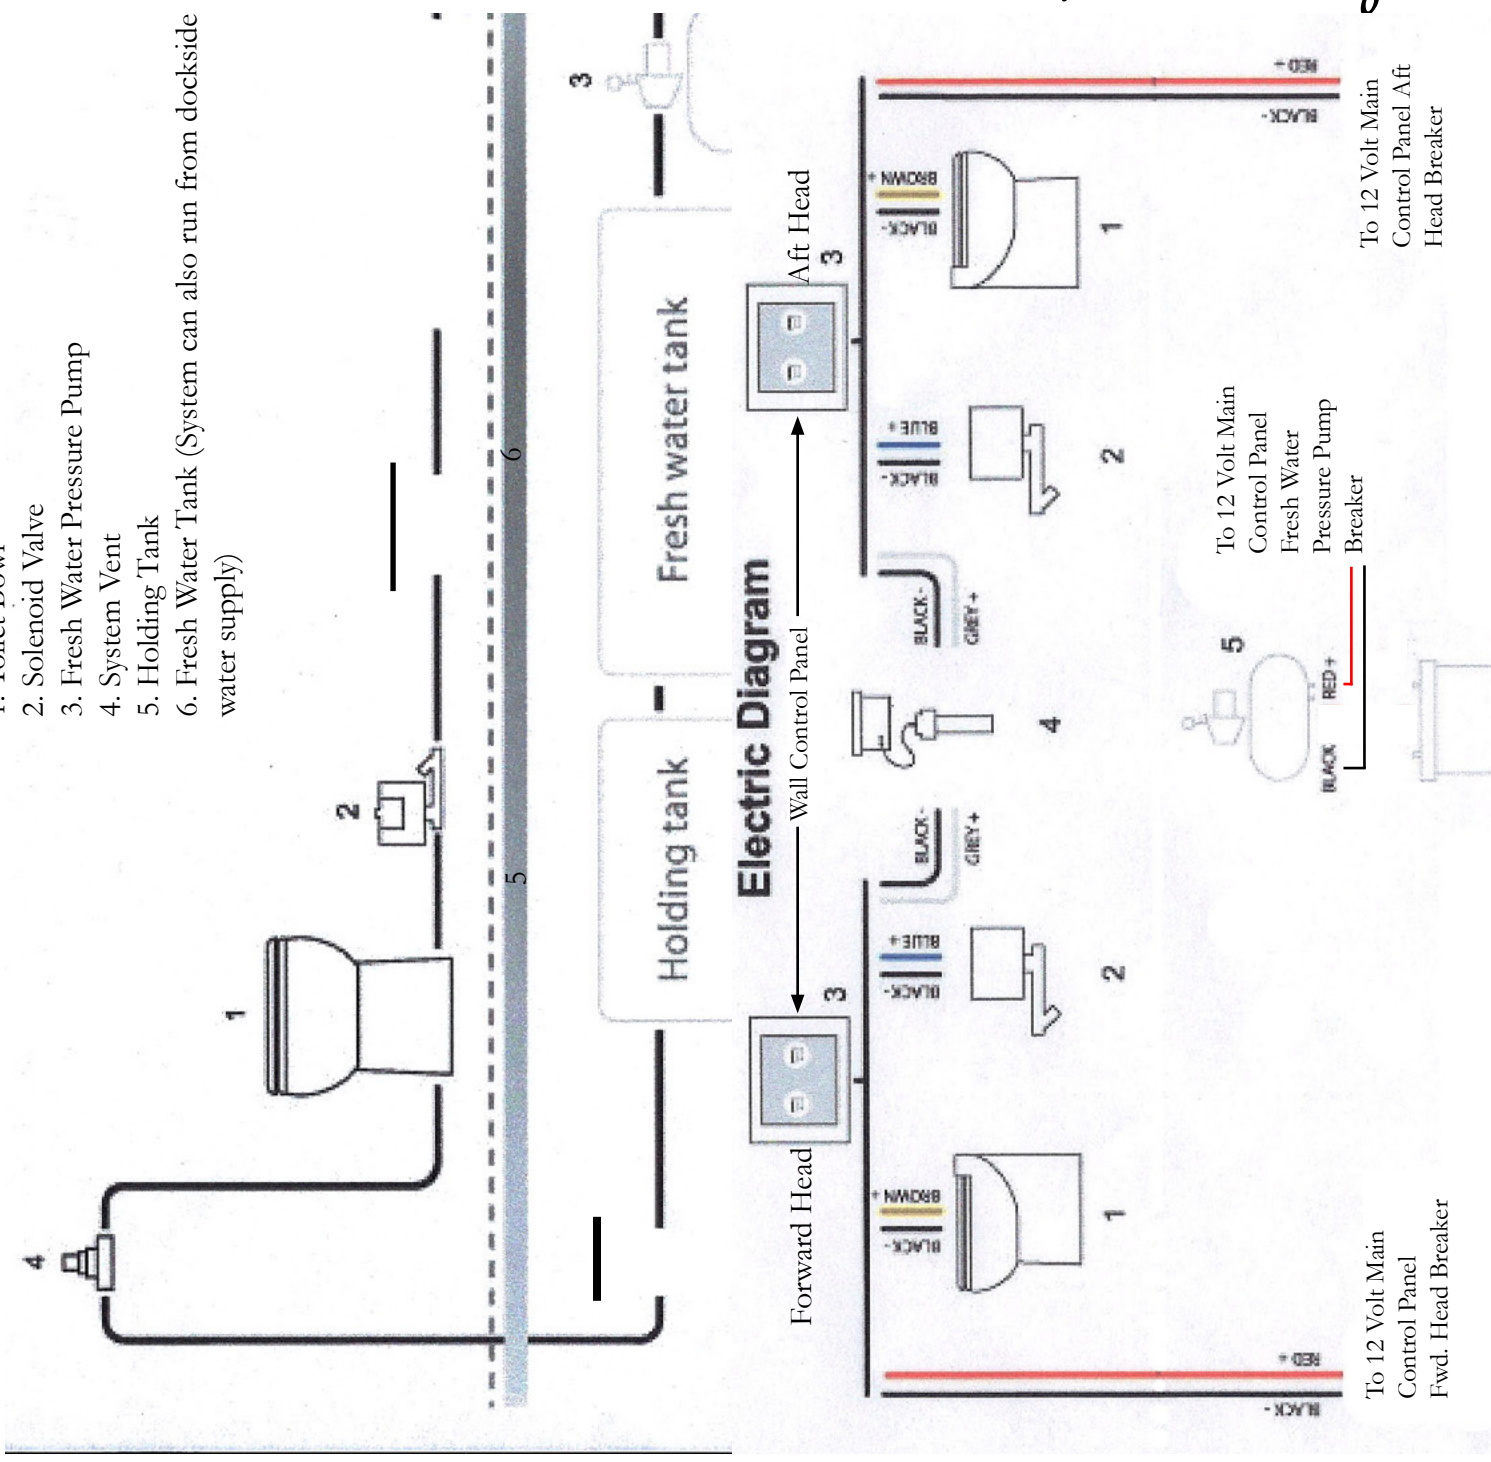 2. Solenoid Valve
3. Fresh Water Pressure Pump
4. System Vent
5. Holding Tank
6. Fresh Water Tank (System can also run from dockside
water supply)
4
1
2
3
5
6
Holding tank
Fresh water tank
Electric Diagram
Forward Head
Wall Control Panel
Aft Head
3
3
BLACK -
BROWN +
BLACK -
BLUE +
BLACK -
GREY +
BLACK -
GREY +
BLACK -
BLUE +
BLACK -
BROWN +
1
2
4
2
1
BLACK -
RED +
BLACK -
RED +
5
BLACK
RED +
To 12 Volt Main
Control Panel
Fwd. Head Breaker
To 12 Volt Main
Control Panel
Fresh Water
Pressure Pump
Breaker
To 12 Volt Main
Control Panel Aft
Head Breaker